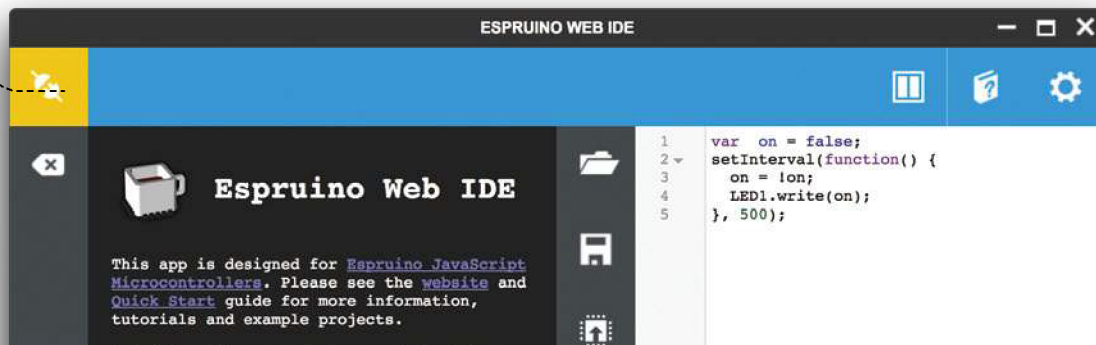 ESPRUINO WEB IDE
Espruino Web IDE
This app is designed for Espruino JavaScript
Microcontrollers. Please see the website and
Quick Start guide for more information,
tutorials and example projects.
1 var on = false;
2 setInterval(function() {
3 on = !on;
4 LED1.write(on);
5 }, 500);